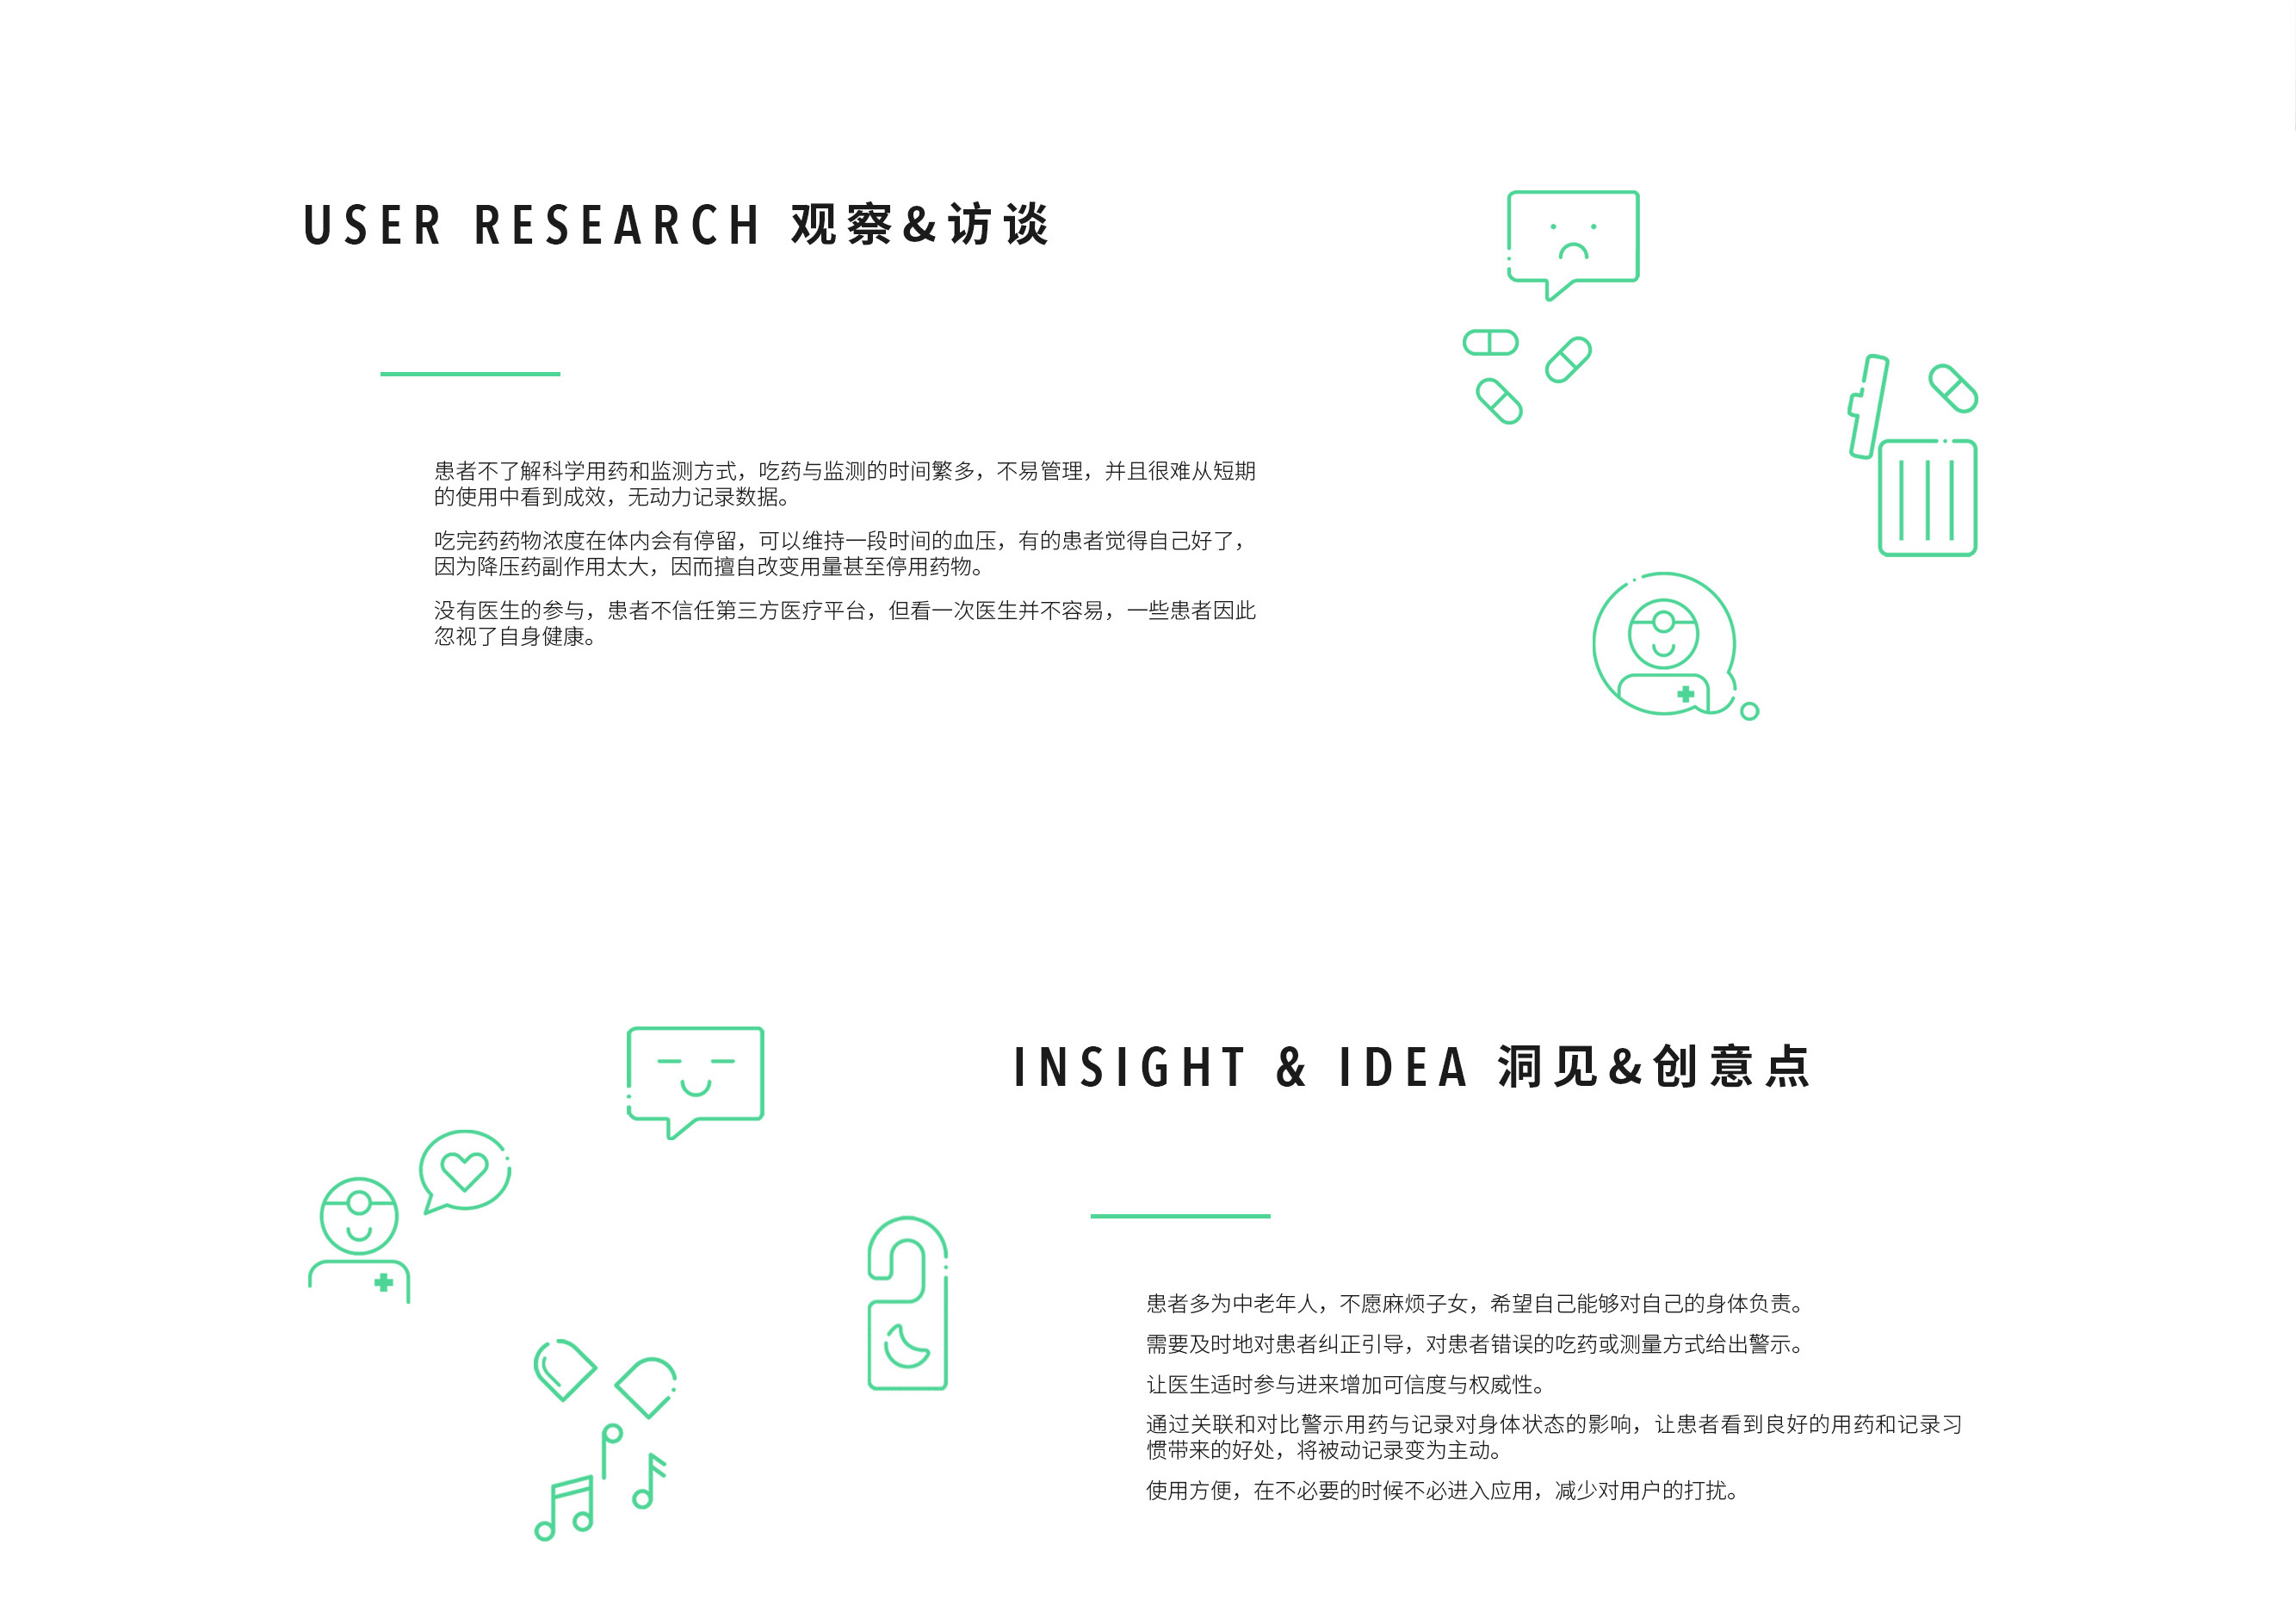 USER RESEARCH 观察&访谈
患者不了解科学用药和监测方式，吃药与监测的时间繁多，不易管理，并且很难从短期
的使用中看到成效，无动力记录数据。
吃完药药物浓度在体内会有停留，可以维持一段时间的血压，有的患者觉得自己好了，
因为降压药副作用太大，因而擅自改变用量甚至停用药物。
没有医生的参与，患者不信任第三方医疗平台，但看一次医生并不容易，一些患者因此
忽视了自身健康。
INSIGHT & IDEA 洞见&创意点
患者多为中老年人，不愿麻烦子女，希望自己能够对自己的身体负责。
需要及时地对患者纠正引导，对患者错误的吃药或测量方式给出警示。
让医生适时参与进来增加可信度与权威性。
通过关联和对比警示用药与记录对身体状态的影响，让患者看到良好的用药和记录习
惯带来的好处，将被动记录变为主动。
使用方便，在不必要的时候不必进入应用，减少对用户的打扰。